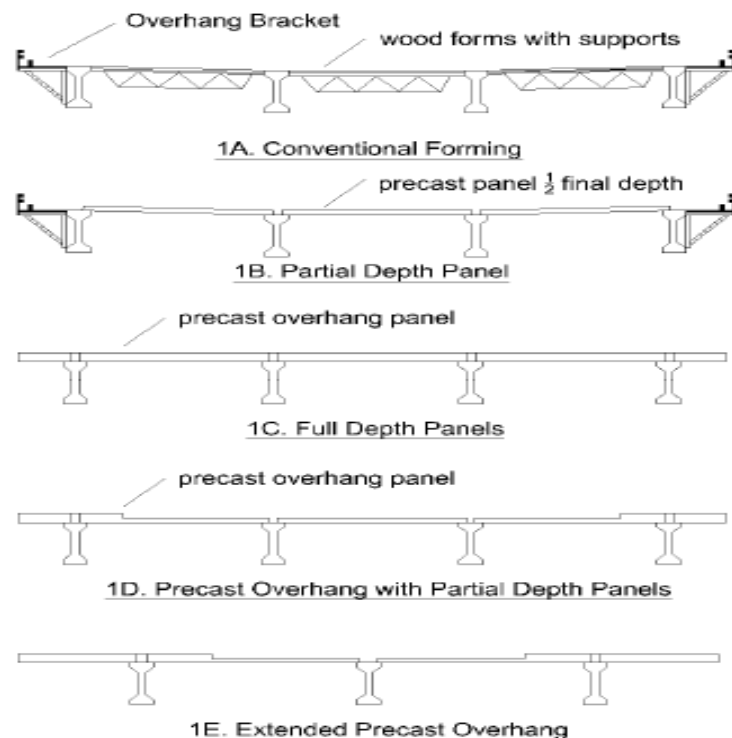 Overhang Bracket
wood forms with supports
1A. Conventional Forming
precast panel ½ final depth
1B. Partial Depth Panel
precast overhang panel
1C. Full Depth Panels
precast overhang panel
1D. Precast Overhang with Partial Depth Panels
1E. Extended Precast Overhang